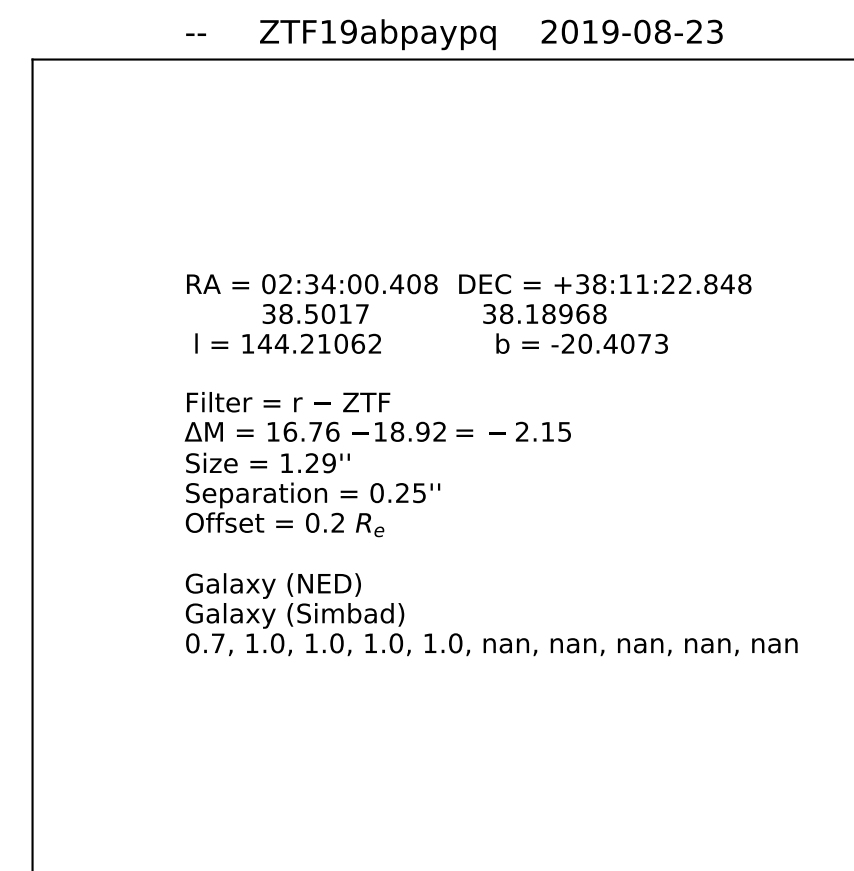 -- ZTF19abpaypq 2019-08-23
RA = 02:34:00.408 DEC = +38:11:22.848
38.5017 38.18968
l = 144.21062 b = -20.4073
Filter = r − ZTF
ΔM = 16.76 −18.92 = − 2.15
Size = 1.29''
Separation = 0.25''
Offset = 0.2 Re
Galaxy (NED)
Galaxy (Simbad)
0.7, 1.0, 1.0, 1.0, 1.0, nan, nan, nan, nan, nan